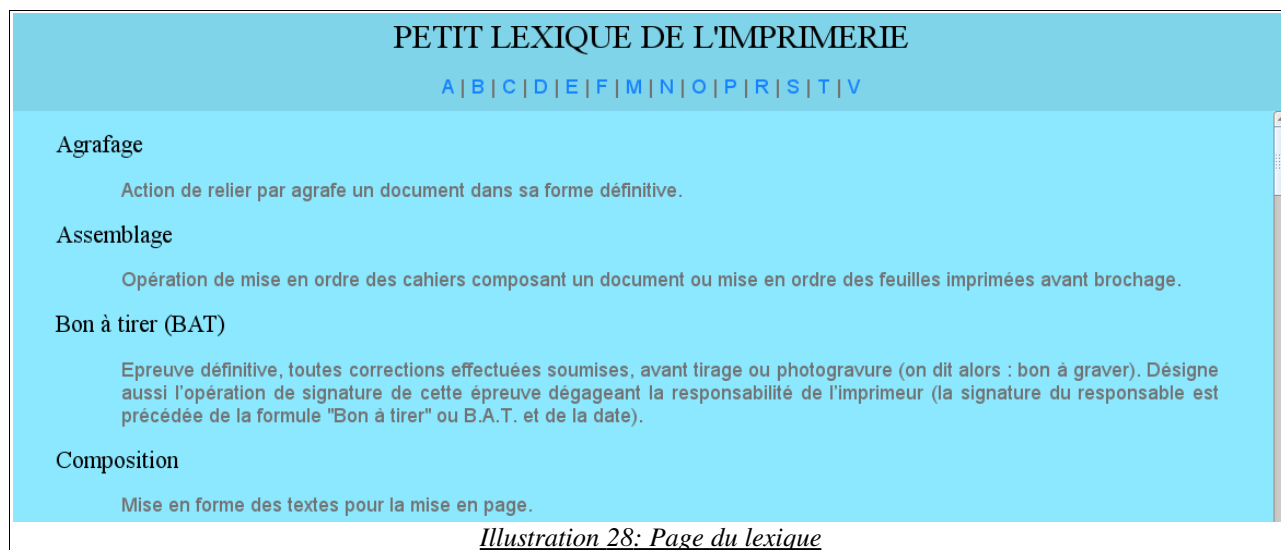 PETIT LEXIQUE DE L'IMPRIMERIE
A | B | C | D | E | F | M | N | O | P | R | S | T | V
Agrafage
Action de relier par agrafe un document dans sa forme définitive.
Assemblage
Opération de mise en ordre des cahiers composant un document ou mise en ordre des feuilles imprimées avant brochage.
Bon à tirer (BAT)
Epreuve définitive, toutes corrections effectuées soumises, avant tirage ou photogravure (on dit alors : bon à graver). Désigne
aussi l'opération de signature de cette épreuve dégageant la responsabilité de l'imprimeur (la signature du responsable est
précédée de la formule "Bon à tirer" ou B.A.T. et de la date).
Composition
Mise en forme des textes pour la mise en page.
Illustration 28: Page du lexique